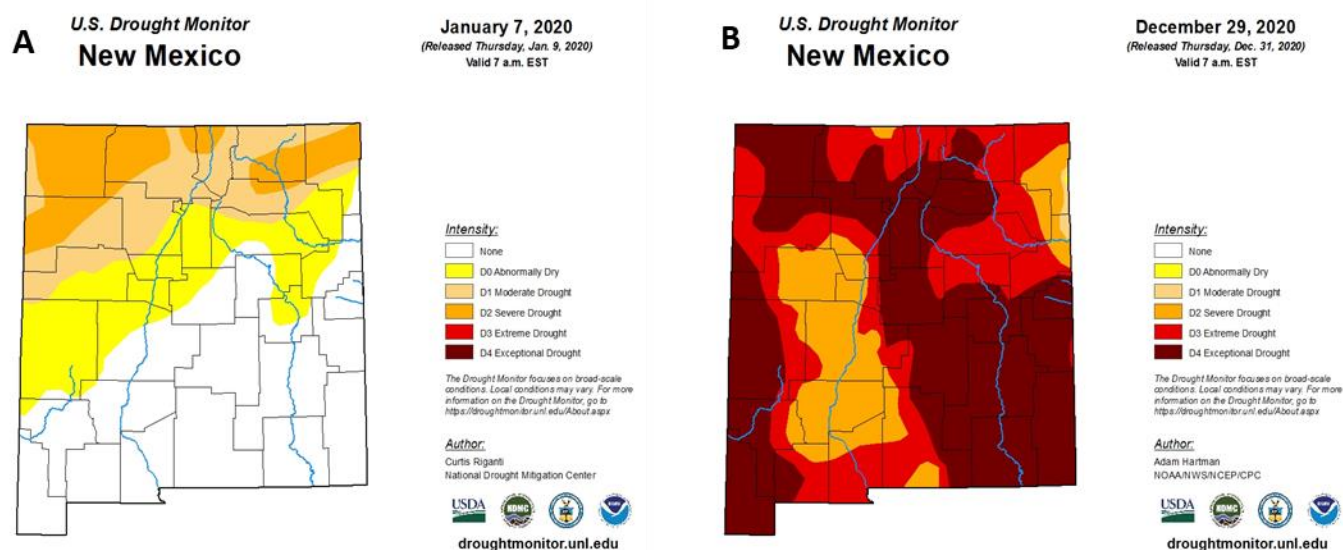 A
U.S. Drought Monitor
New Mexico
January 7, 2020
(Released Thursday, Jan. 9, 2020)
Valid 7 a.m. EST
Intensity:
None
D0 Abnormally Dry
D1 Moderate Drought
D2 Severe Drought
D3 Extreme Drought
D4 Exceptional Drought
The Drought Monitor focuses on broad-scale
conditions. Local conditions may vary. For more
information on the Drought Monitor, go to
https://droughtmonitor.unl.edu/About.aspx
Author:
Curtis Riganti
National Drought Mitigation Center
USDA
NDMC
droughtmonitor.unl.edu
B
U.S. Drought Monitor
New Mexico
December 29, 2020
(Released Thursday, Dec. 31, 2020)
Valid 7 a.m. EST
Intensity:
None
D0 Abnormally Dry
D1 Moderate Drought
D2 Severe Drought
D3 Extreme Drought
D4 Exceptional Drought
The Drought Monitor focuses on broad-scale
conditions. Local conditions may vary. For more
information on the Drought Monitor, go to
https://droughtmonitor.unl.edu/About.aspx
Author:
Adam Hartman
NOAA/NWS/NCEP/CPC
USDA
NDMC
droughtmonitor.unl.edu